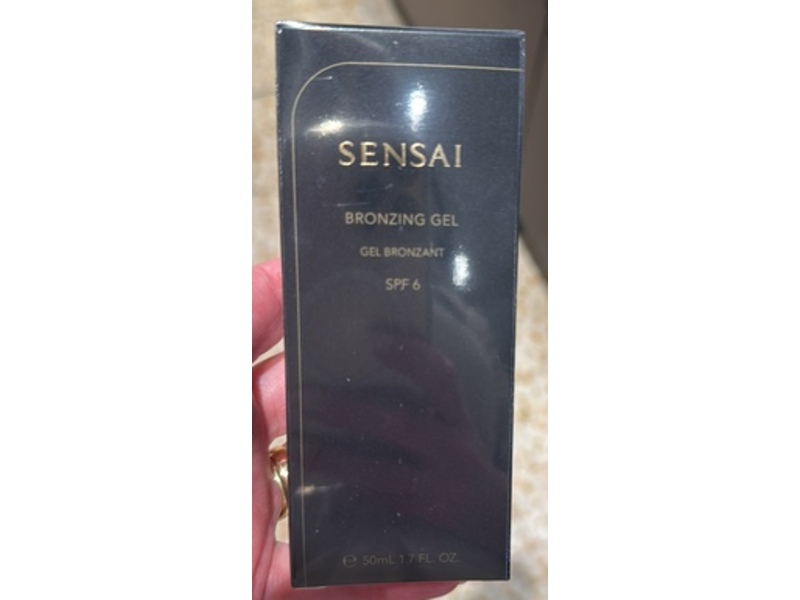 SENSAI
BRONZING GEL
GEL BRONZANT
SPF 6
℮ 50mL 1.7 FL. OZ.